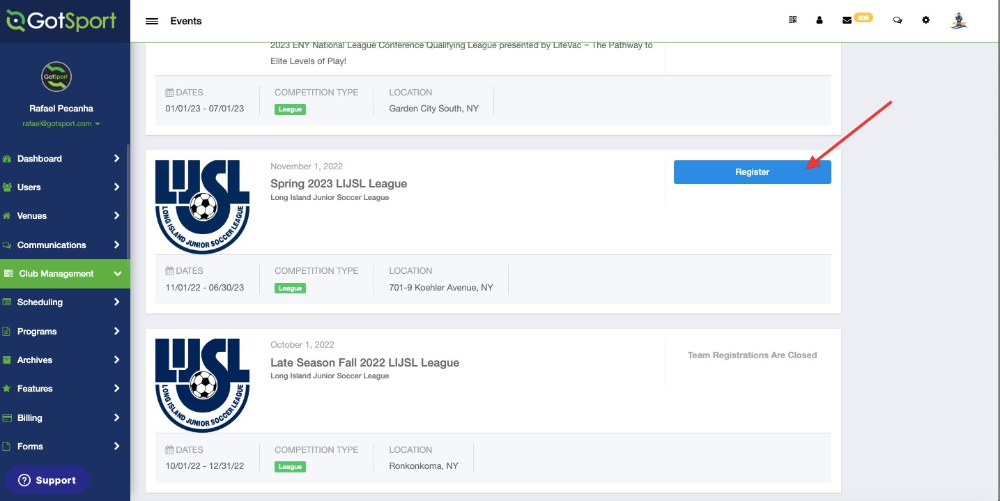 GotSport
Events
806
GotSport
Rafael Pecanha
rafael@gotsport.com
Dashboard
Users
Venues
Communications
Club Management
Scheduling
Programs
Archives
Features
Billing
Forms
Support
2023 ENY National League Conference Qualifying League presented by LifeVac ~ The Pathway to
Elite Levels of Play!
DATES
01/01/23 - 07/01/23
COMPETITION TYPE
League
LOCATION
Garden City South, NY
LIJSL
LONG ISLAND JUNIOR SOCCER LEAGUE
November 1, 2022
Spring 2023 LIJSL League
Long Island Junior Soccer League
Register
DATES
11/01/22 - 06/30/23
COMPETITION TYPE
League
LOCATION
701-9 Koehler Avenue, NY
LIJSL
LONG ISLAND JUNIOR SOCCER LEAGUE
October 1, 2022
Late Season Fall 2022 LIJSL League
Long Island Junior Soccer League
Team Registrations Are Closed
DATES
10/01/22 - 12/31/22
COMPETITION TYPE
League
LOCATION
Ronkonkoma, NY